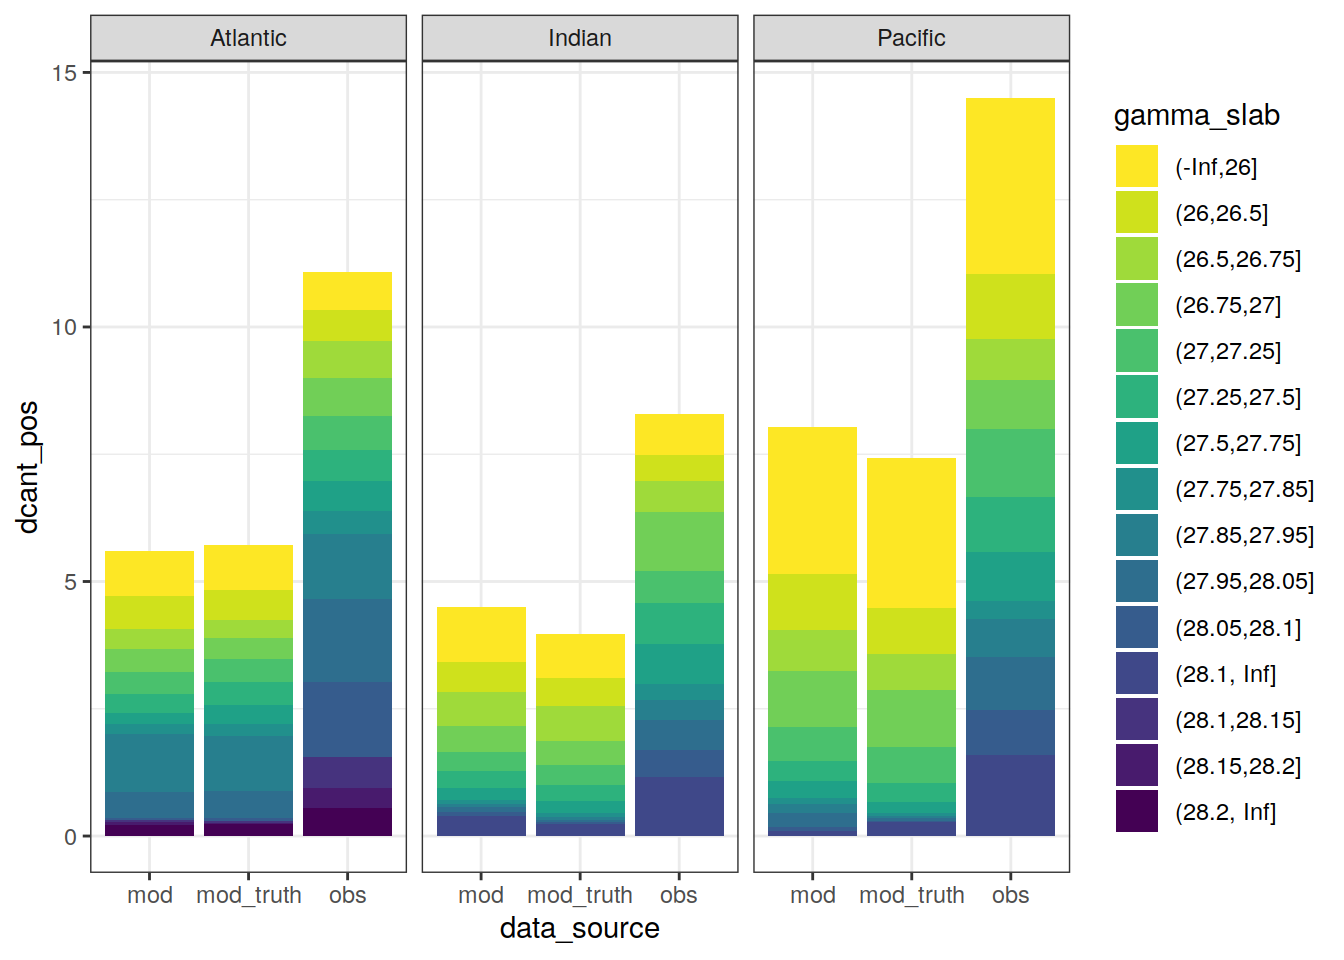 Atlantic Indian Pacific
15
10
5
0
dcant_pos
mod mod_truth obs mod mod_truth obs mod mod_truth obs
data_source
gamma_slab
(-Inf,26]
(26,26.5]
(26.5,26.75]
(26.75,27]
(27,27.25]
(27.25,27.5]
(27.5,27.75]
(27.75,27.85]
(27.85,27.95]
(27.95,28.05]
(28.05,28.1]
(28.1, Inf]
(28.1,28.15]
(28.15,28.2]
(28.2, Inf]